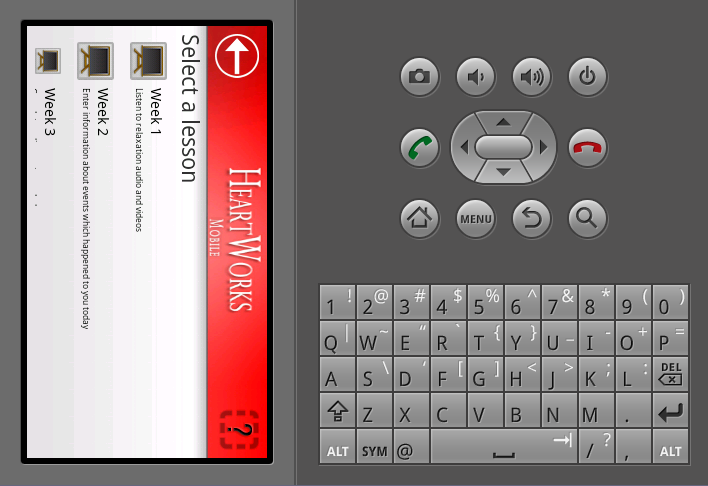 HEARTWORKS
MOBILE
?
Select a lesson
Week 1
Listen to relaxation audio and videos
Week 2
Enter information about events which happened to you today
Week 3
MENU
1 ! 2 @ 3 # 4 $ 5 % 6 ^ 7 & 8 * 9 ( 0 )
Q | W ~ E “ R ` T { Y } U _ I - O + P =
A S \ D ‘ F [ G ] H < J > K ; L : DEL
Z X C V B N M .
ALT SYM @ / ? , ALT